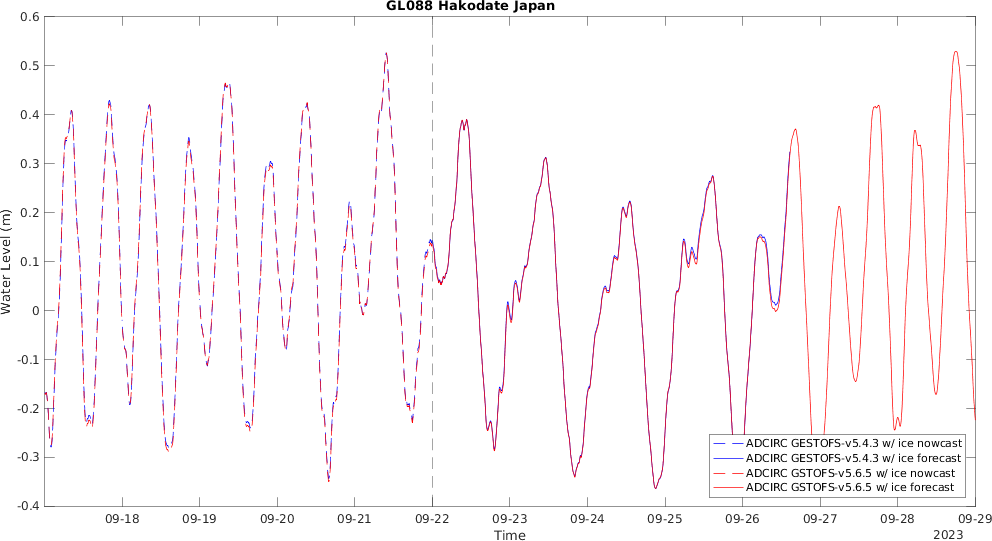 GL088 Hakodate Japan
0.6
0.5
0.4
0.3
0.2
0.1
0
-0.1
-0.2
-0.3
-0.4
Water Level (m)
ADCIRC GESTOFS-v5.4.3 w/ ice nowcast
ADCIRC GESTOFS-v5.4.3 w/ ice forecast
ADCIRC GSTOFS-v5.6.5 w/ ice nowcast
ADCIRC GSTOFS-v5.6.5 w/ ice forecast
09-18 09-19 09-20 09-21 09-22 09-23 09-24 09-25 09-26 09-27 09-28 09-29
Time
2023